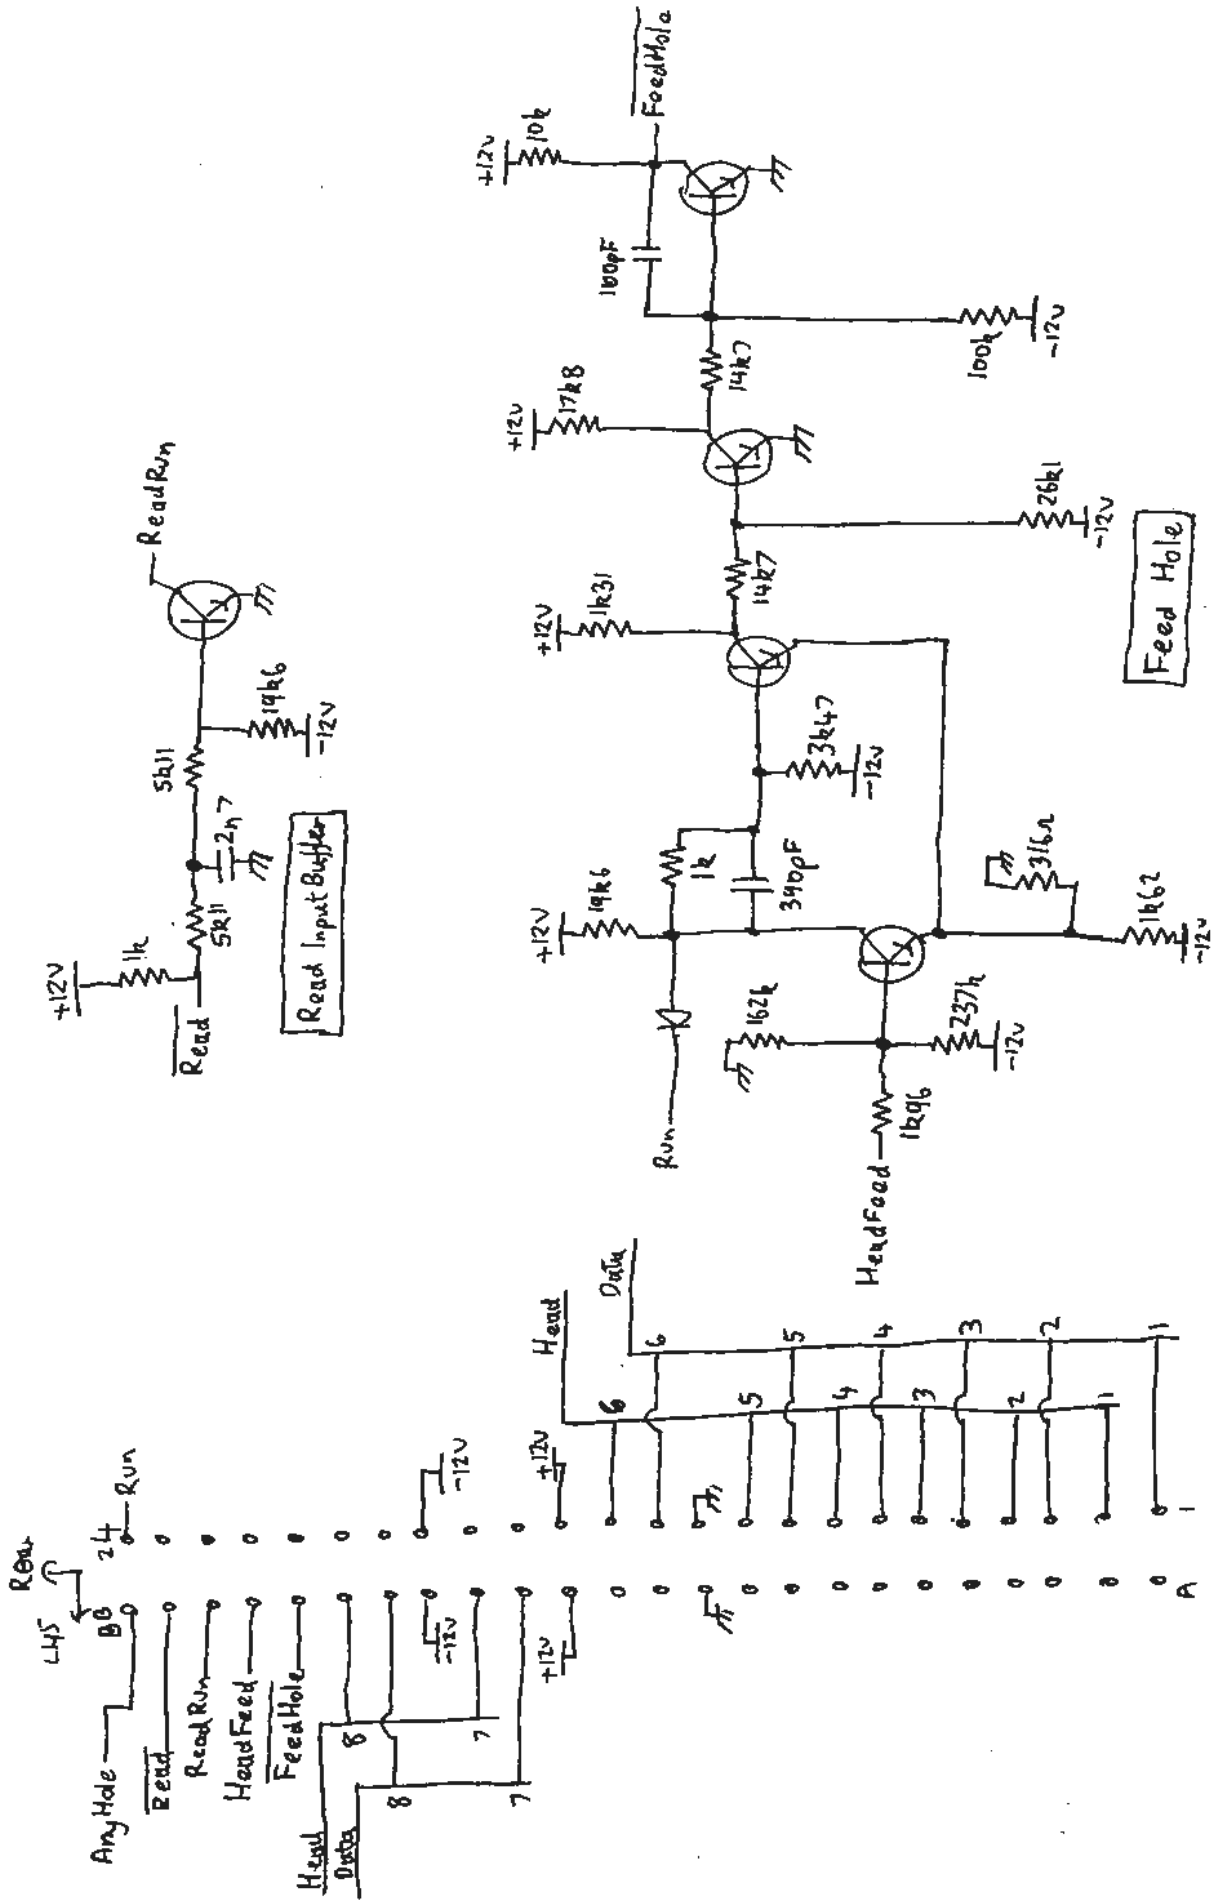 LHS
Rear
BB
24
Run
AnyHole
Read
ReadRun
HeadFeed
FeedHole
Head
Data
8
7
8
7
-12v
-12v
+12v
+12v
Head
Data
6
5
4
3
2
1
6
5
4
3
2
1
A
1
Read
+12v
1k
5k11
2n7
5k11
19k6
-12v
ReadRun
Read Input Buffer
HeadFeed
1k96
162k
237k
-12v
Run
+12v
19k6
1k
390pF
3k47
-12v
316Ω
1k62
-12v
+12v
1k31
14k7
26k1
-12v
+12v
17k8
14k7
100k
-12v
100pF
+12v
10k
FeedHole
Feed Hole